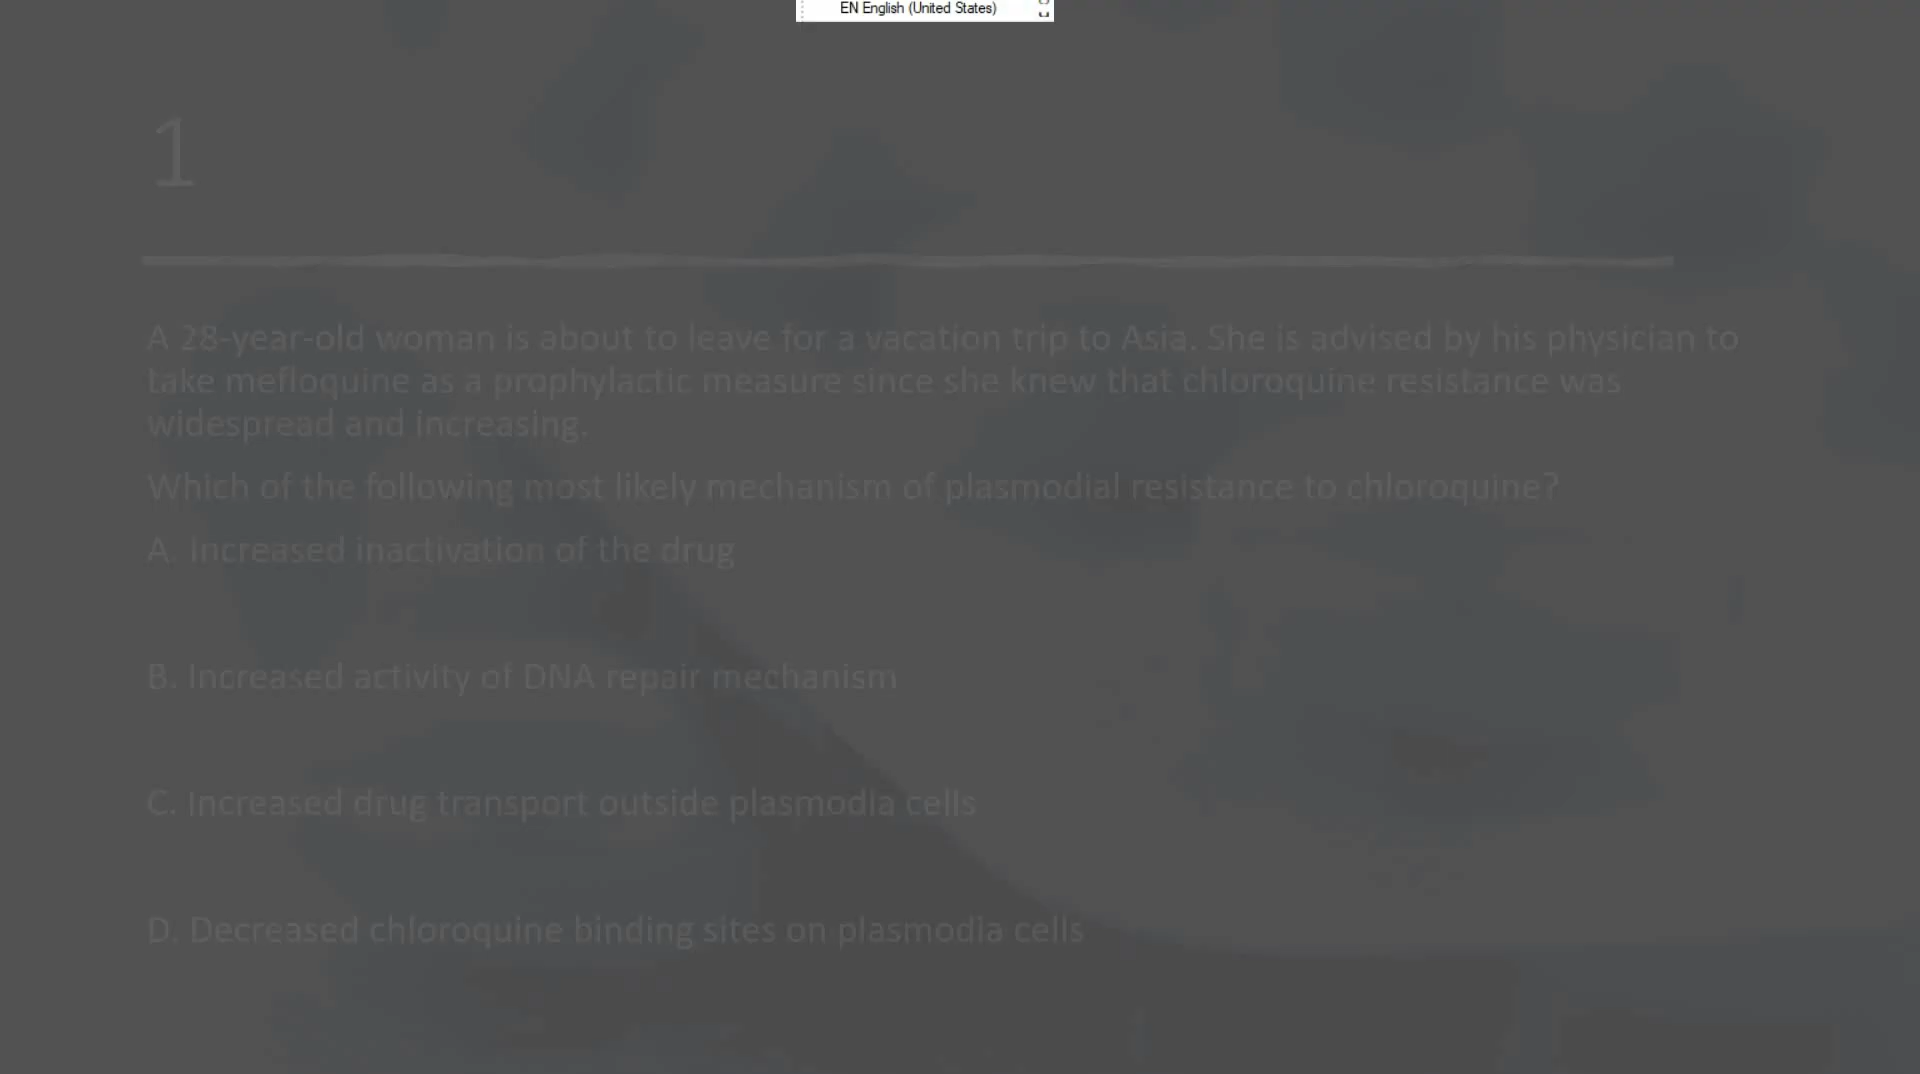 EN English (United States)
1
A 28-year-old woman is about to leave for a vacation trip to Asia. She is advised by his physician to
take mefloquine as a prophylactic measure since she knew that chloroquine resistance was
widespread and increasing.
Which of the following most likely mechanism of plasmodial resistance to chloroquine?
A. Increased inactivation of the drug
B. Increased activity of DNA repair mechanism
C. Increased drug transport outside plasmodia cells
D. Decreased chloroquine binding sites on plasmodia cells